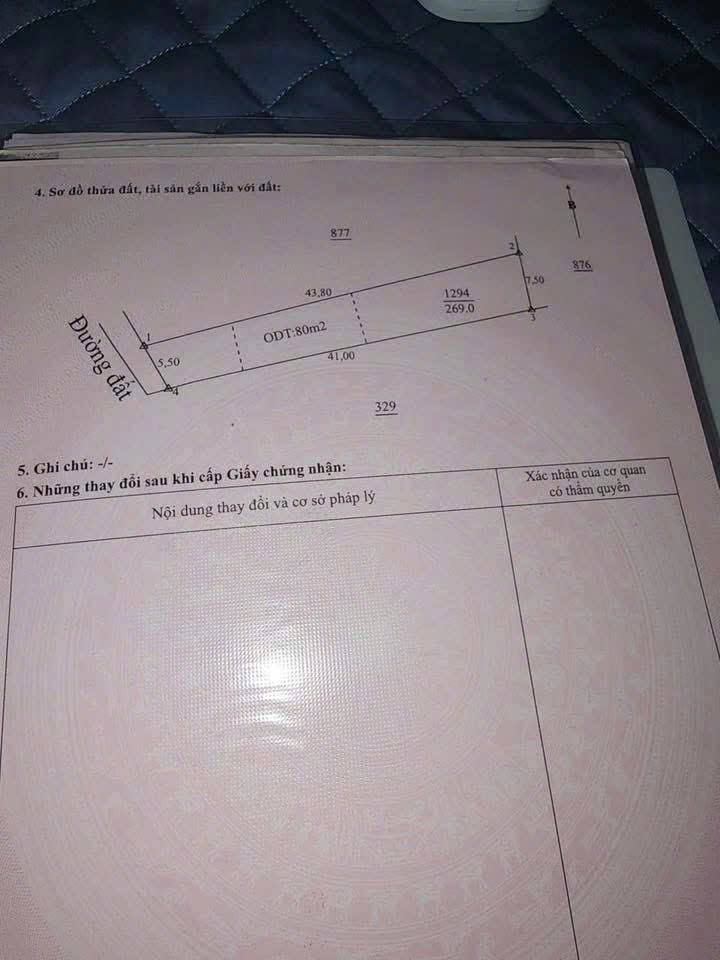 4. Sơ đồ thửa đất, tài sản gắn liền với đất:
B
877
876
2
43,80
7,50
1294
269.0
1
ODT:80m2
3
5,50
41,00
4
Đường đất
329
5. Ghi chú: -/-
6. Những thay đổi sau khi cấp Giấy chứng nhận:
Nội dung thay đổi và cơ sở pháp lý
Xác nhận của cơ quan
có thẩm quyền